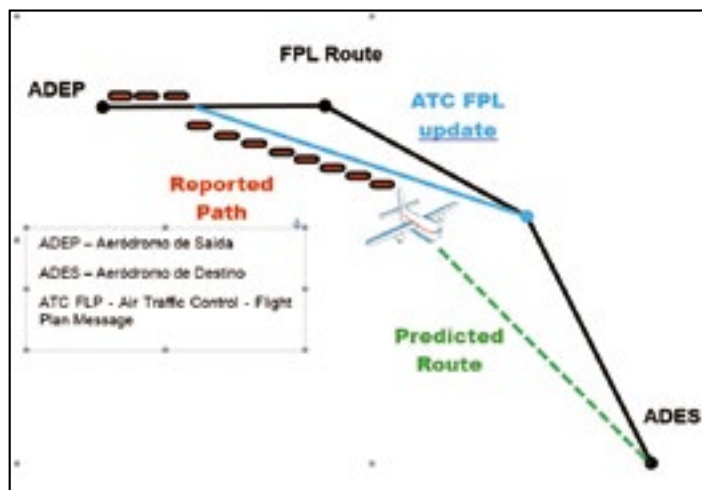 FPL Route
ADEP
ATC FPL
update
Reported
Path
ADEP – Aeródromo de Saída
ADES – Aeródromo de Destino
ATC FLP - Air Traffic Control - Flight
Plan Message
Predicted
Route
ADES